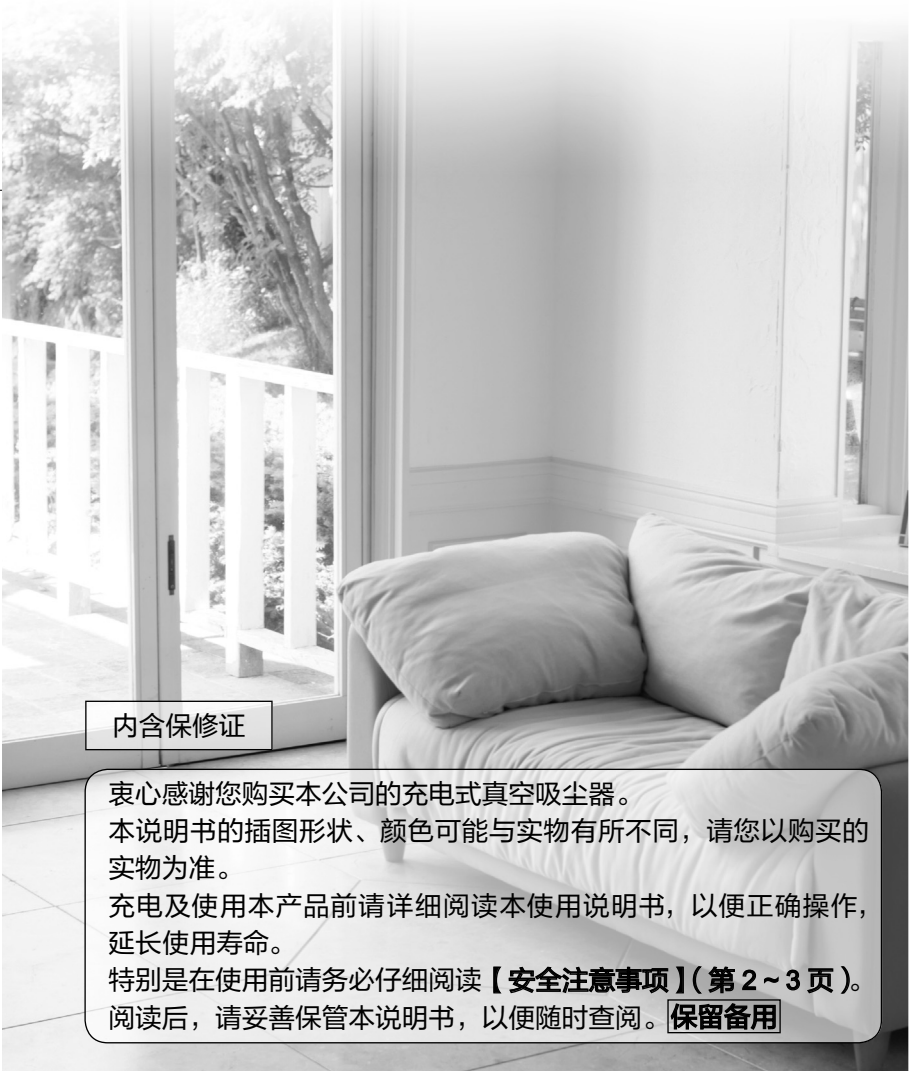 内含保修证
衷心感谢您购买本公司的充电式真空吸尘器。
本说明书的插图形状、颜色可能与实物有所不同，请您以购买的
实物为准。
充电及使用本产品前请详细阅读本使用说明书，以便正确操作，
延长使用寿命。
特别是在使用前请务必仔细阅读【安全注意事项】（第2~3页）。
阅读后，请妥善保管本说明书，以便随时查阅。保留备用